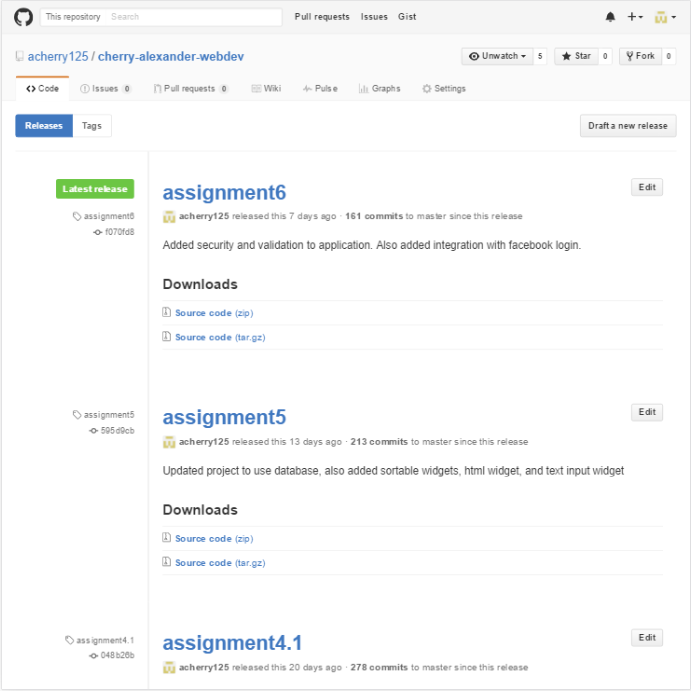 This repository Search Pull requests Issues Gist
acherry125 / cherry-alexander-webdev Unwatch 5 Star 0 Fork 0
Code Issues 0 Pull requests 0 Wiki Pulse Graphs Settings
Releases Tags Draft a new release
Latest release
assignment6
f070fd8
assignment6 Edit
acherry125 released this 7 days ago · 161 commits to master since this release
Added security and validation to application. Also added integration with facebook login.
Downloads
Source code (zip)
Source code (tar.gz)
assignment5
595d9cb
assignment5 Edit
acherry125 released this 13 days ago · 213 commits to master since this release
Updated project to use database, also added sortable widgets, html widget, and text input widget
Downloads
Source code (zip)
Source code (tar.gz)
assignment4.1
048b26b
assignment4.1 Edit
acherry125 released this 20 days ago · 278 commits to master since this release